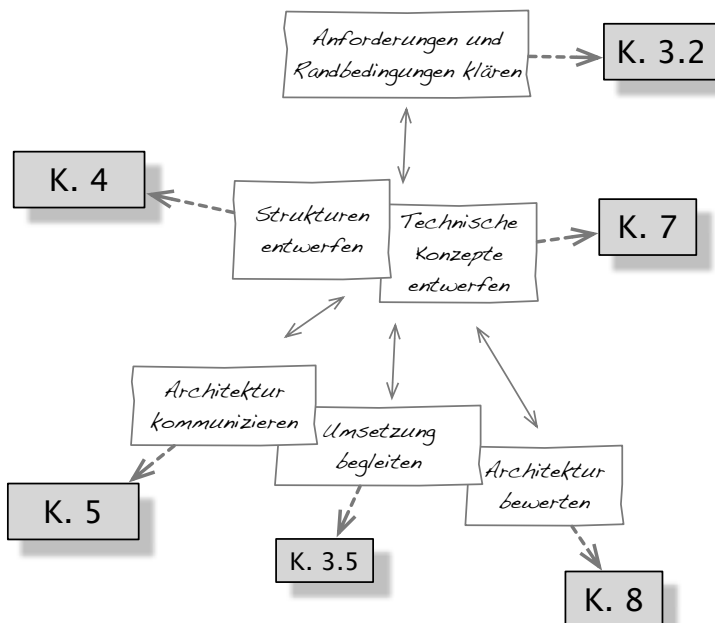 Anforderungen und
Randbedingungen klären
K. 3.2
K. 4
Strukturen
entwerfen
Technische
Konzepte
entwerfen
K. 7
Architektur
kommunizieren
Umsetzung
begleiten
Architektur
bewerten
K. 5
K. 3.5
K. 8